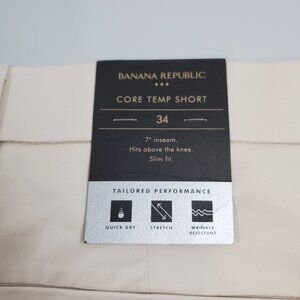 BANANA REPUBLIC
CORE TEMP SHORT
34
7" inseam.
Hits above the knee.
Slim fit.
TAILORED PERFORMANCE
QUICK DRY STRETCH WRINKLE
RESISTANT